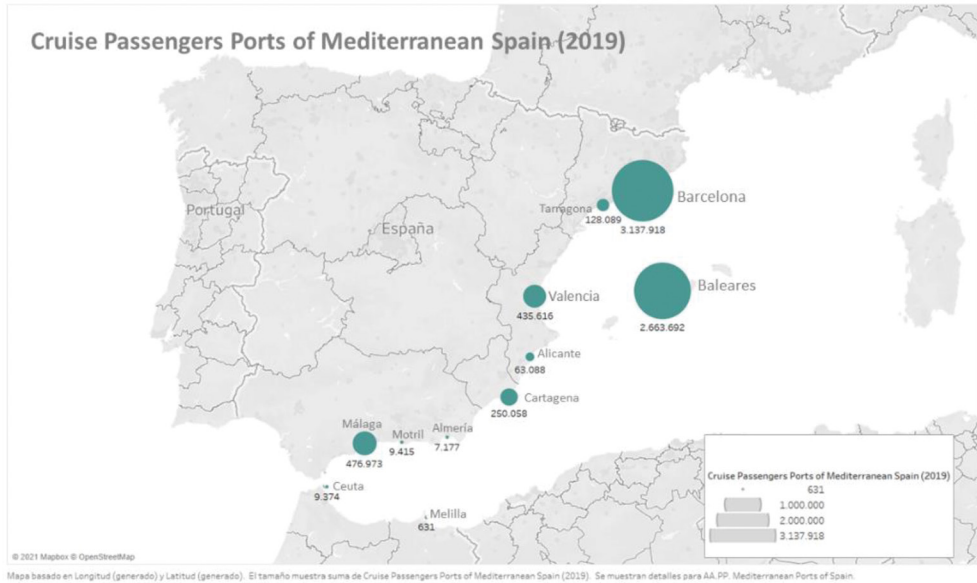 Cruise Passengers Ports of Mediterranean Spain (2019)
Portugal
España
Tarragona
128.089
Barcelona
3.137.918
Baleares
2.663.692
Valencia
435.616
Alicante
63.088
Cartagena
250.058
Málaga
476.973
Motril
9.415
Almería
7.177
Ceuta
9.374
Melilla
631
Cruise Passengers Ports of Mediterranean Spain (2019)
631
1.000.000
2.000.000
3.137.918
© 2021 Mapbox © OpenStreetMap
Mapa basado en Longitud (generado) y Latitud (generado). El tamaño muestra suma de Cruise Passengers Ports of Mediterranean Spain (2019). Se muestran detalles para AA.PP. Mediterranean Ports of Spain.